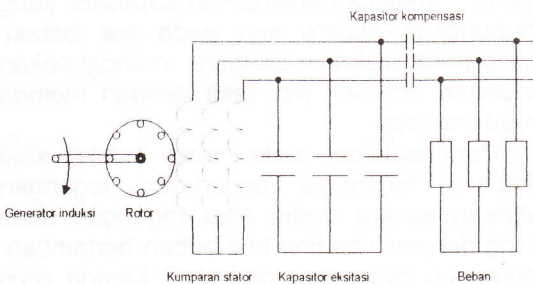 Kapasitor kompensasi
Generator induksi
Rotor
Kumparan stator
Kapasitor eksitasi
Beban